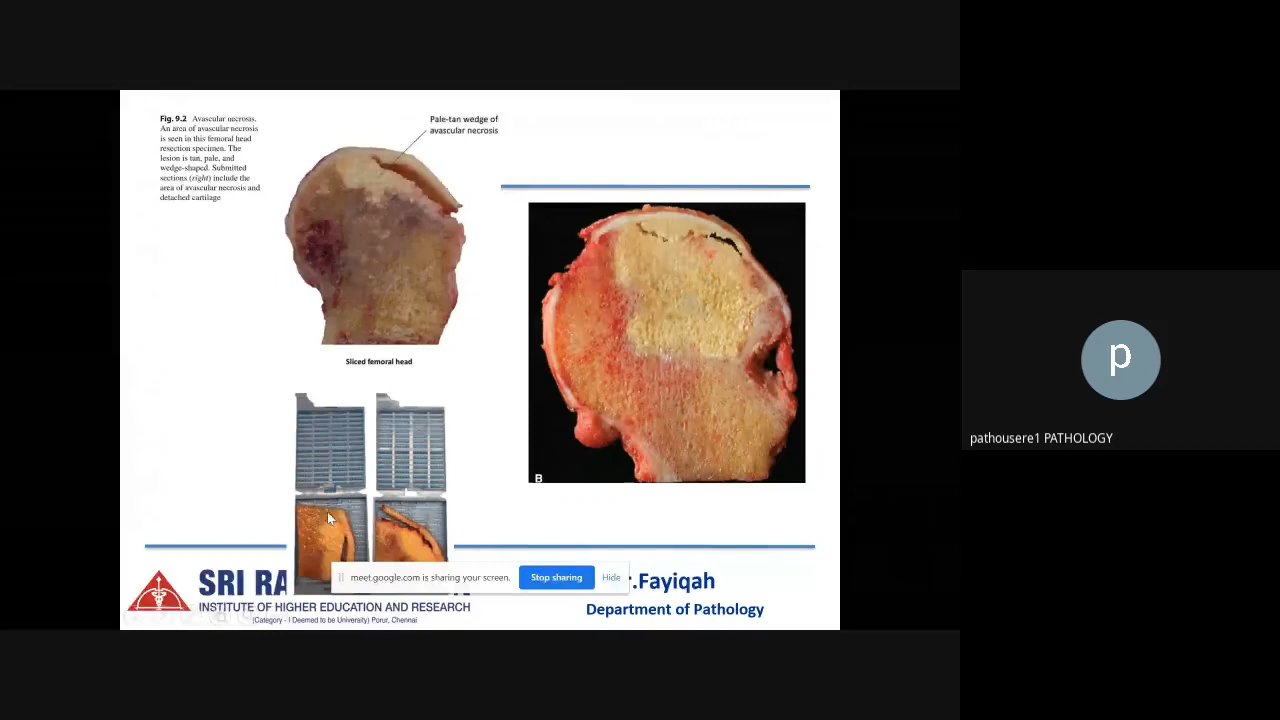 Fig. 9.2 Avascular necrosis.
An area of avascular necrosis
is seen in this femoral head
resection specimen. The
lesion is tan, pale, and
wedge-shaped. Submitted
sections (right) include the
area of avascular necrosis and
detached cartilage
Pale-tan wedge of
avascular necrosis
Sliced femoral head
B
meet.google.com is sharing your screen.
Stop sharing
Hide
SRI RA
INSTITUTE OF HIGHER EDUCATION AND RESEARCH
(Category - I Deemed to be University) Porur, Chennai
r.Fayiqah
Department of Pathology
p
pathousere1 PATHOLOGY